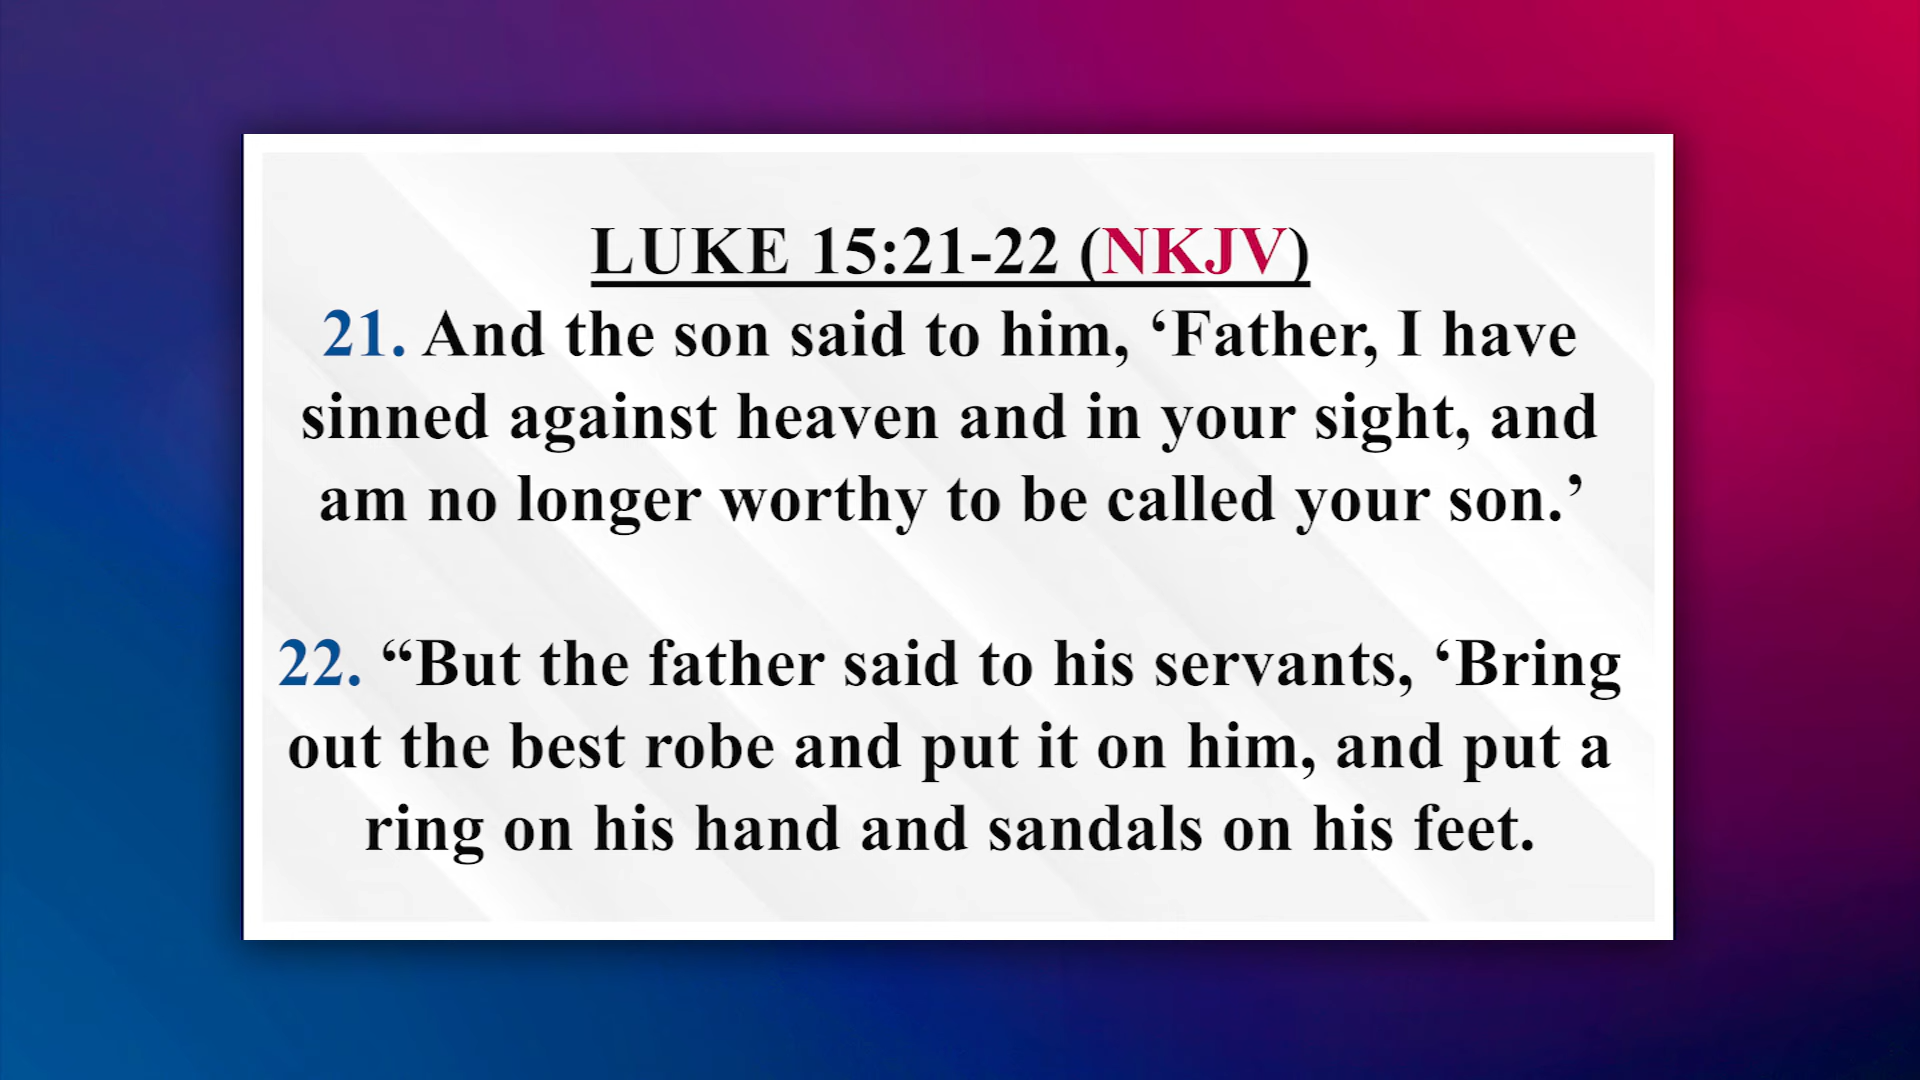 LUKE 15:21-22 (NKJV)
21. And the son said to him, ‘Father, I have
sinned against heaven and in your sight, and
am no longer worthy to be called your son.’
22. “But the father said to his servants, ‘Bring
out the best robe and put it on him, and put a
ring on his hand and sandals on his feet.